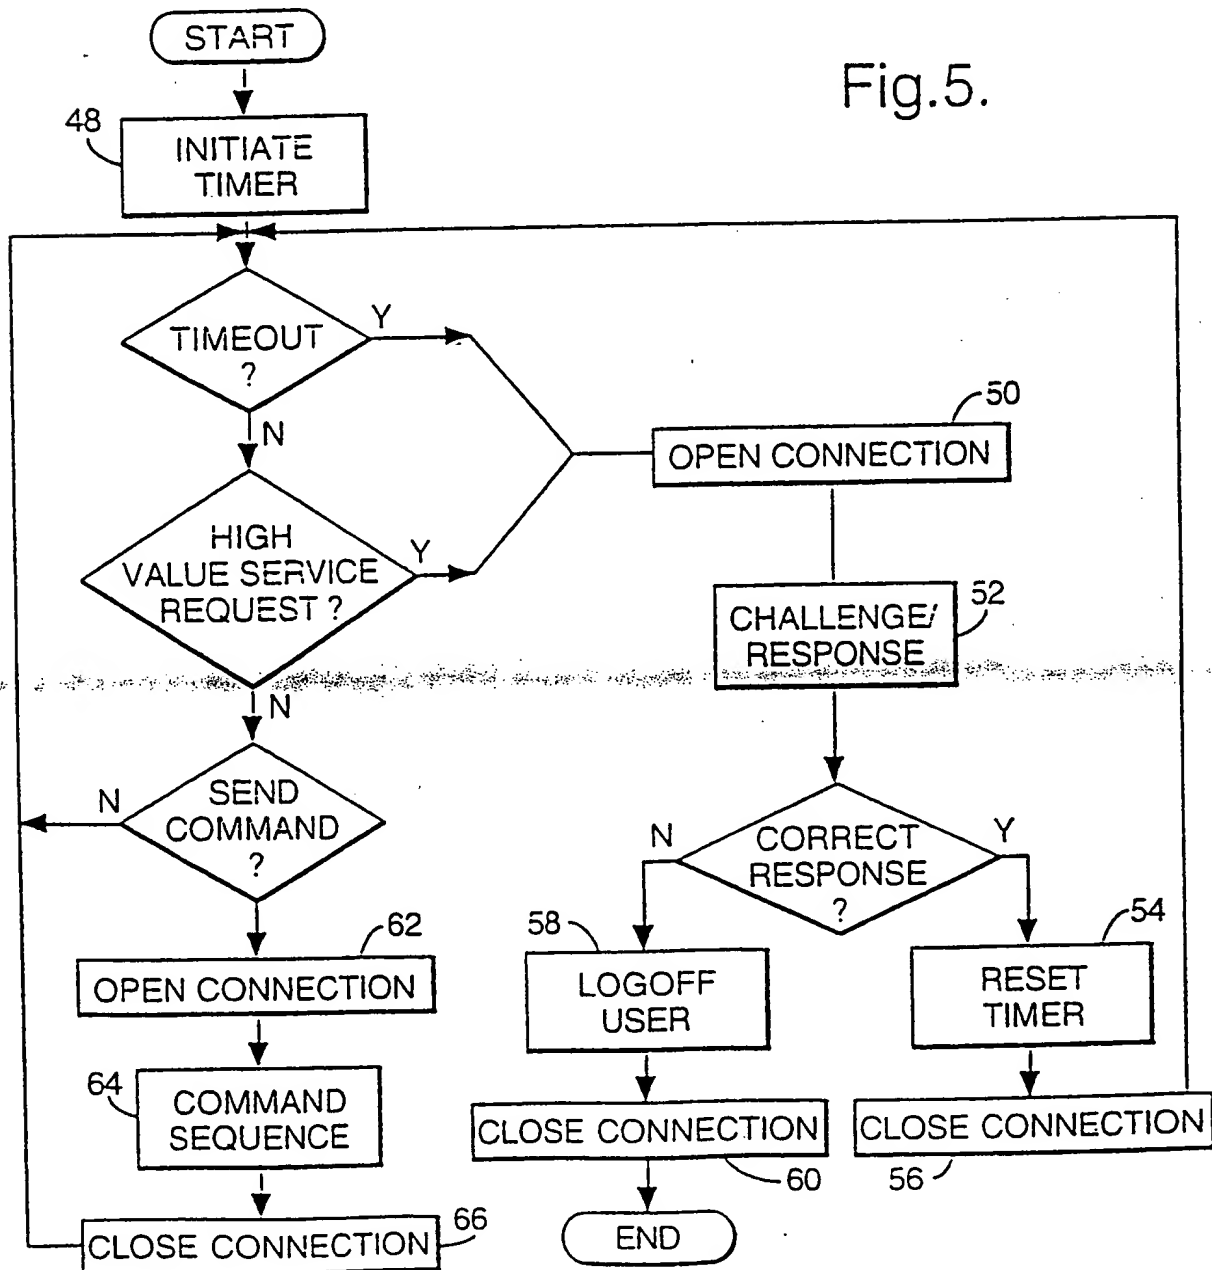 START
Fig.5.
48
INITIATE
TIMER
TIMEOUT
?
Y
N
50
OPEN CONNECTION
HIGH
VALUE SERVICE
REQUEST ?
Y
N
52
CHALLENGE/
RESPONSE
SEND
COMMAND
?
N
CORRECT
RESPONSE
?
N
Y
62
OPEN CONNECTION
58
LOGOFF
USER
54
RESET
TIMER
64
COMMAND
SEQUENCE
CLOSE CONNECTION
60
CLOSE CONNECTION
56
66
CLOSE CONNECTION
END